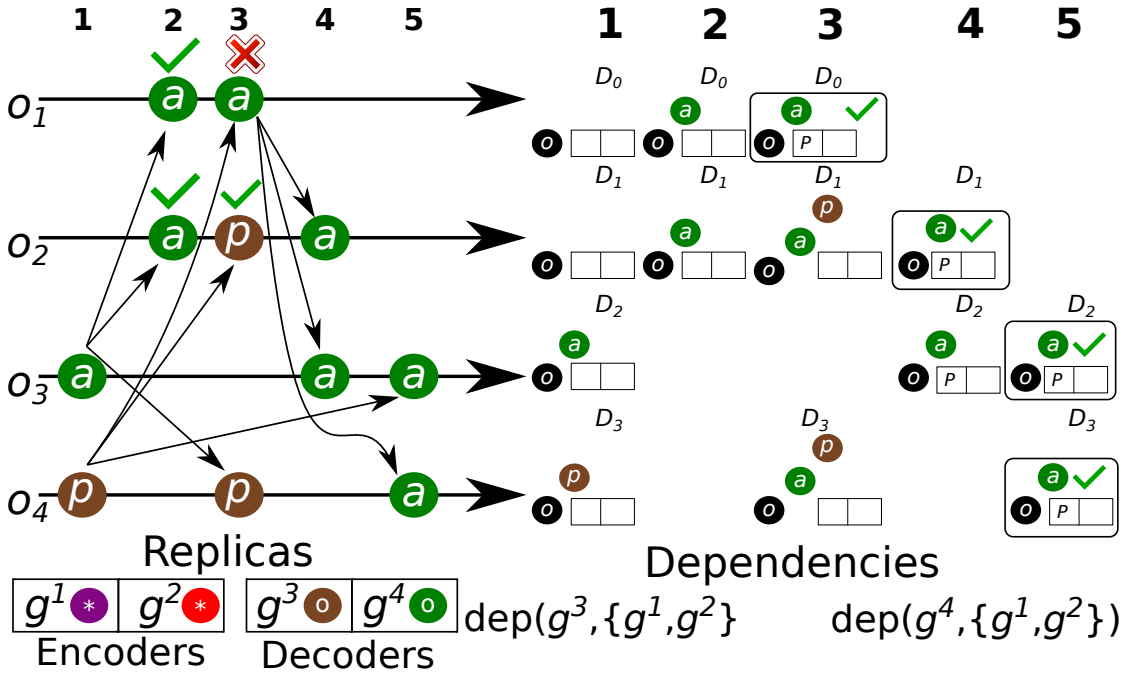 1 2 3 4 5 1 2 3 4 5
D0 D0 D0
o1 a a a a
o o o P
D1 D1 D1 D1
o2 a p a a a p a
o o o o P
D2 D2 D2
o3 a a a a a a
o o P o P
D3 D3 D3
o4 p p a p a p a
o o o P
Replicas Dependencies
g1 * g2 * g3 o g4 o dep(g3,{g1,g2} dep(g4,{g1,g2})
Encoders Decoders